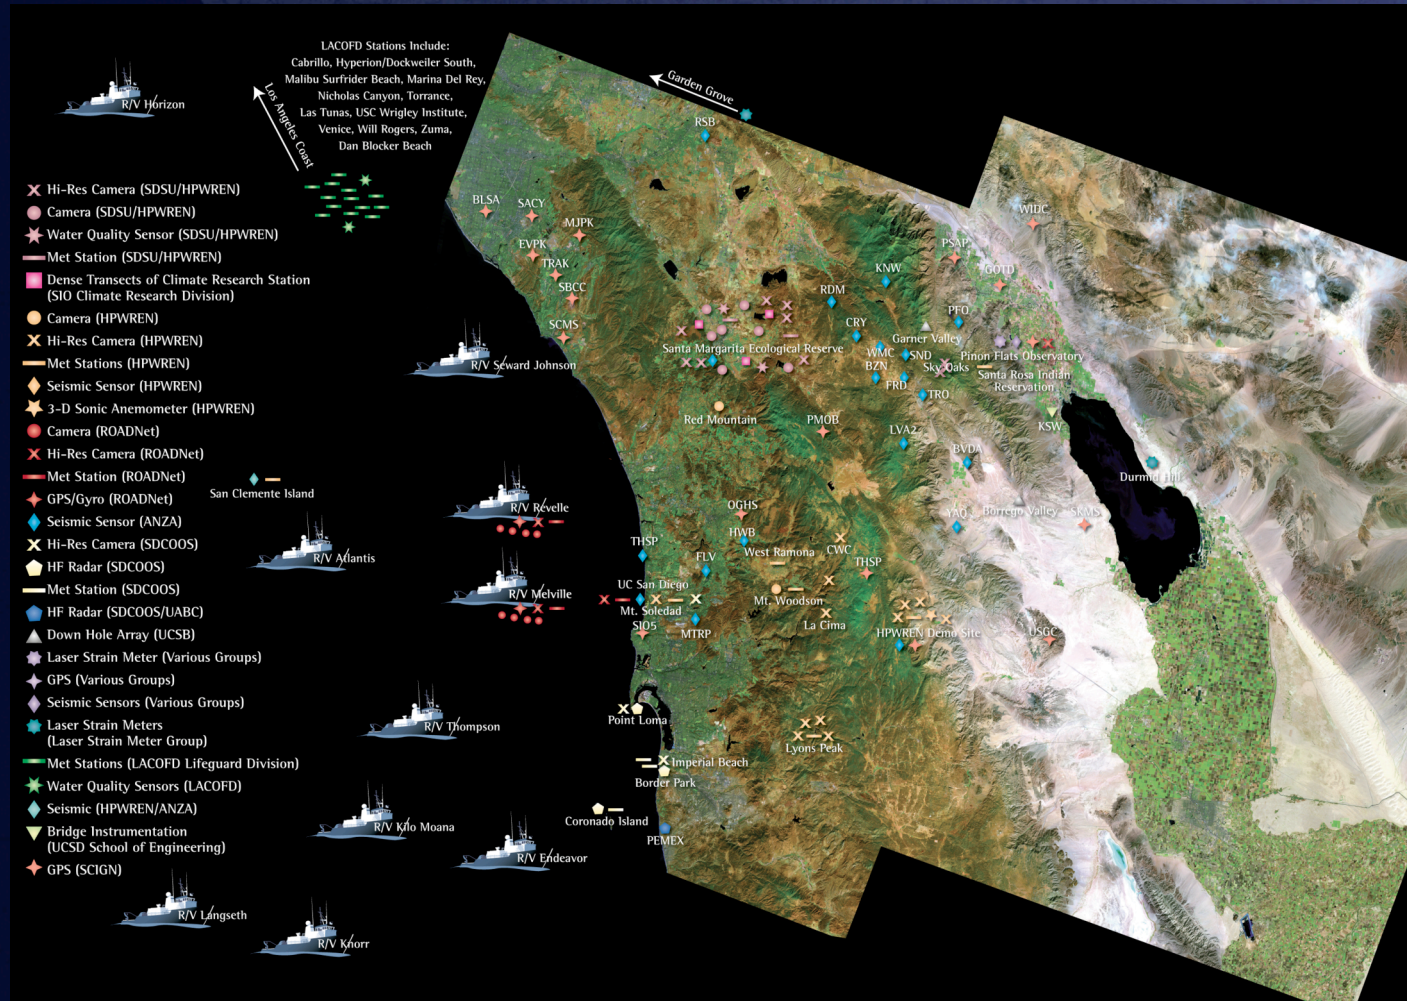 LACOFD Stations Include:
Cabrillo, Hyperion/Dockweiler South,
Malibu Surfrider Beach, Marina Del Rey,
Nicholas Canyon, Torrance,
Las Tunas, USC Wrigley Institute,
Venice, Will Rogers, Zuma,
Dan Blocker Beach
Los Angeles Coast
Garden Grove
R/V Horizon
Hi-Res Camera (SDSU/HPWREN)
Camera (SDSU/HPWREN)
Water Quality Sensor (SDSU/HPWREN)
Met Station (SDSU/HPWREN)
Dense Transects of Climate Research Station
(SIO Climate Research Division)
Camera (HPWREN)
Hi-Res Camera (HPWREN)
Met Stations (HPWREN)
Seismic Sensor (HPWREN)
3-D Sonic Anemometer (HPWREN)
Camera (ROADNet)
Hi-Res Camera (ROADNet)
Met Station (ROADNet)
GPS/Gyro (ROADNet)
Seismic Sensor (ANZA)
Hi-Res Camera (SDCOOS)
HF Radar (SDCOOS)
Met Station (SDCOOS)
HF Radar (SDCOOS/UABC)
Down Hole Array (UCSB)
Laser Strain Meter (Various Groups)
GPS (Various Groups)
Seismic Sensors (Various Groups)
Laser Strain Meters
(Laser Strain Meter Group)
Met Stations (LACOFD Lifeguard Division)
Water Quality Sensors (LACOFD)
Seismic (HPWREN/ANZA)
Bridge Instrumentation
(UCSD School of Engineering)
GPS (SCIGN)
R/V Seward Johnson
San Clemente Island
R/V Revelle
R/V Atlantis
R/V Melville
R/V Thompson
R/V Kilo Moana
R/V Endeavor
R/V Langseth
R/V Knorr
RSB
BLSA
SACY
MJPK
EVPK
TRAK
SBCC
SCMS
WIDC
PSAP
GOTD
KNW
RDM
PFO
CRY
Garner Valley
Santa Margarita Ecological Reserve
WMC
SND
Pinon Flats Observatory
BZN
Sky Oaks
Santa Rosa Indian
Reservation
FRD
TRO
Red Mountain
PMOB
KSW
LVA2
BVDA
Durmid Hill
OGHS
YAQ
Borrego Valley
SKMS
HWB
THSP
FLV
West Ramona
CWC
THSP
UC San Diego
Mt. Soledad
Mt. Woodson
La Cima
SIO5
MTRP
HPWREN Demo Site
USGC
Point Loma
Lyons Peak
Imperial Beach
Border Park
Coronado Island
PEMEX